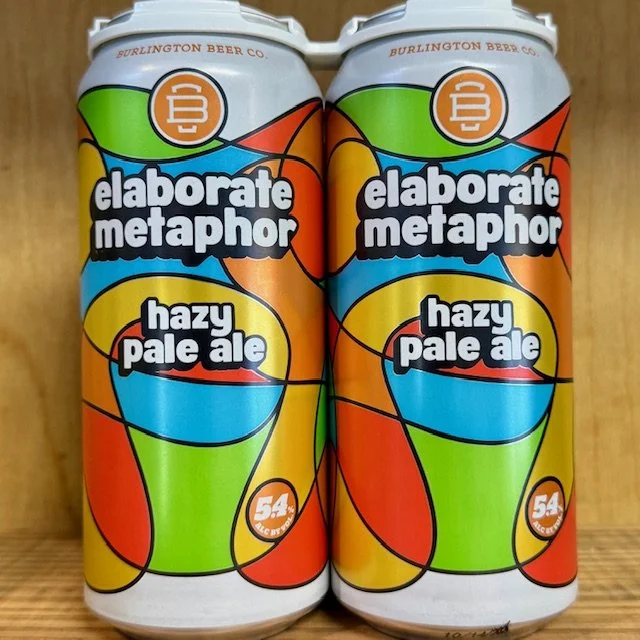 BURLINGTON BEER CO.
B
elaborate
metaphor
hazy
pale ale
5.4%
ALC BY VOL
BURLINGTON BEER CO.
B
elaborate
metaphor
hazy
pale ale
5.4%
ALC BY VOL